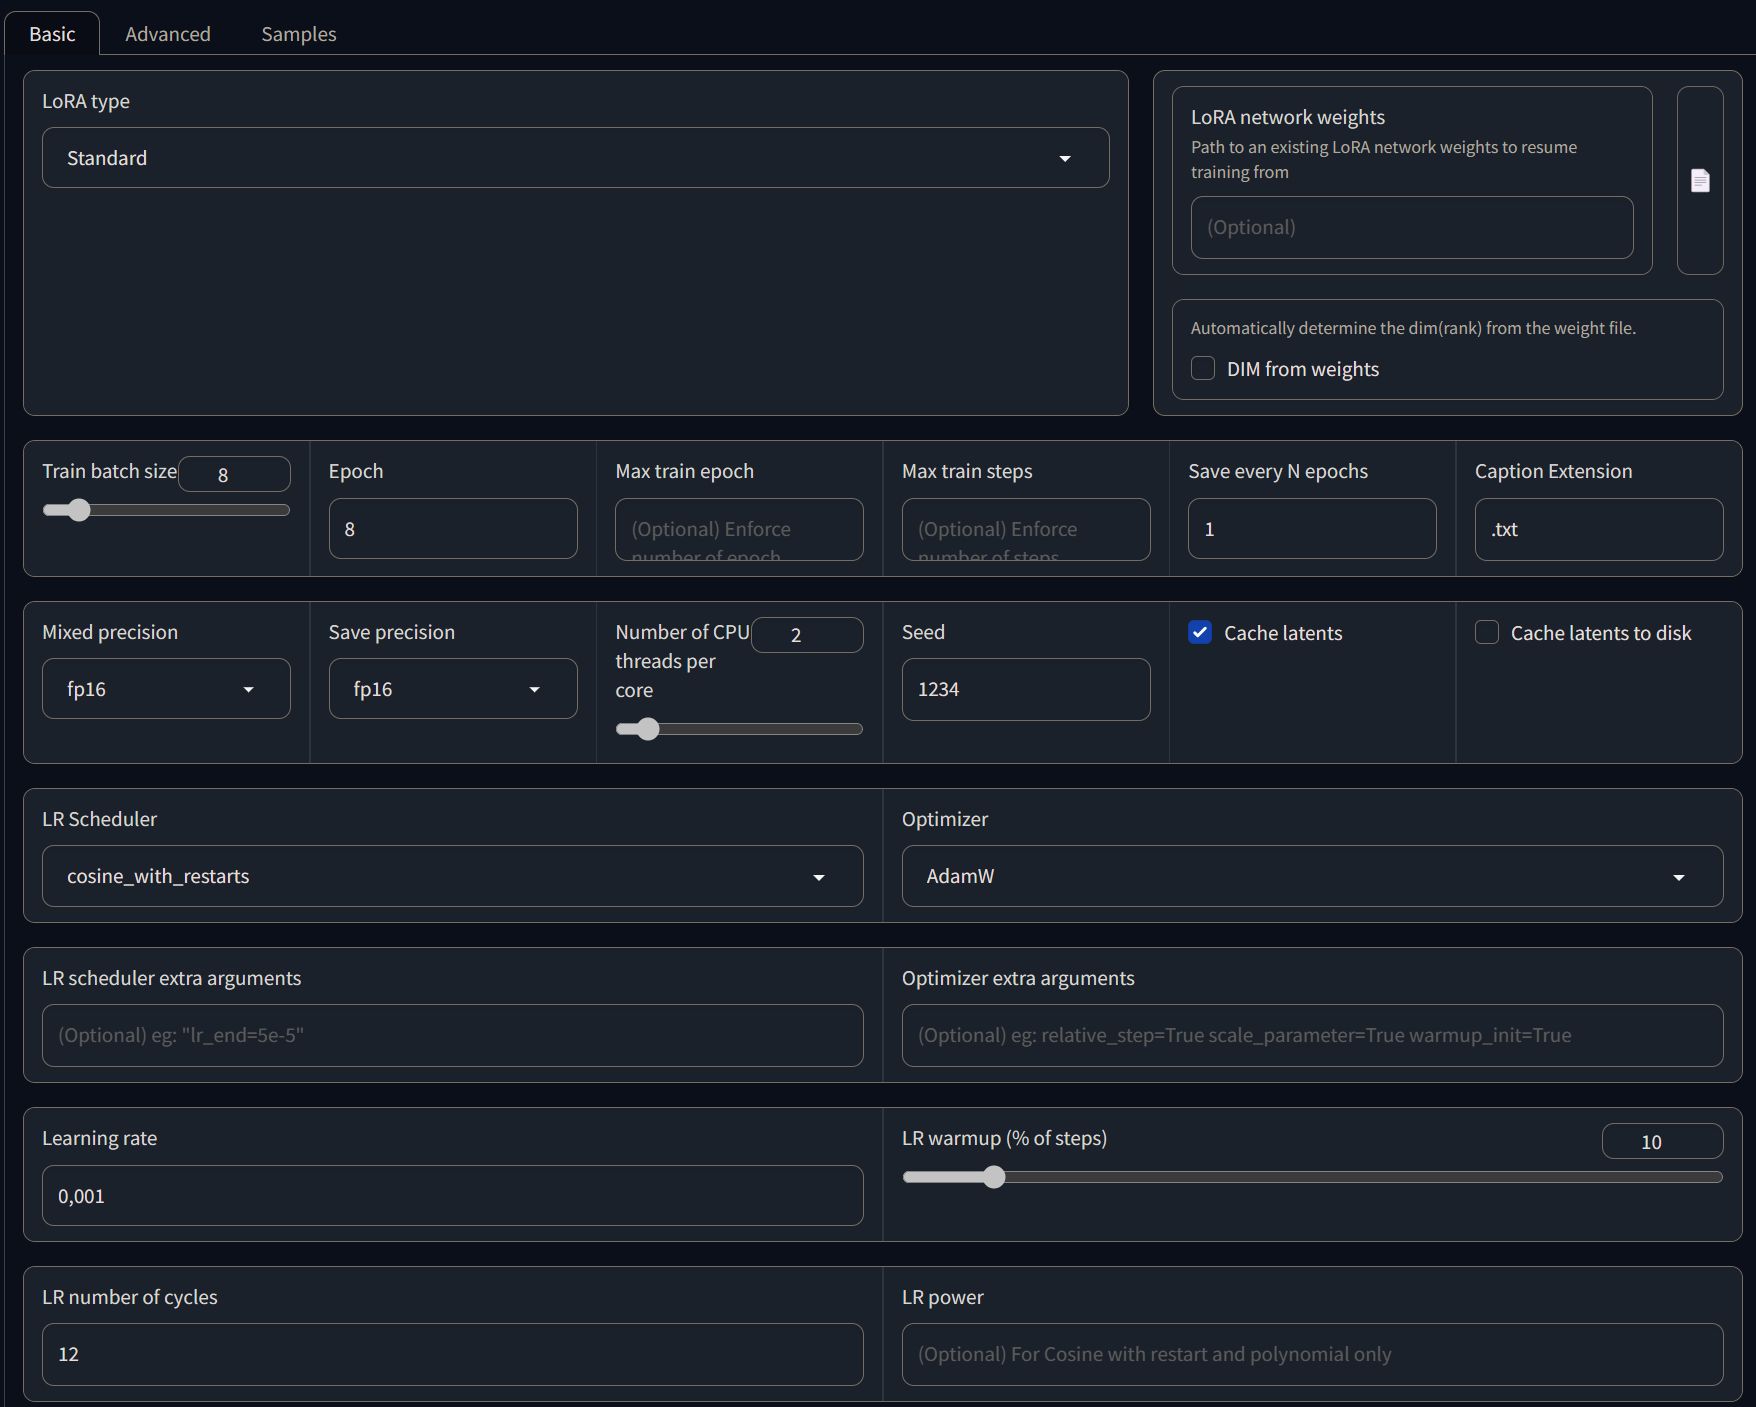 Basic
Advanced
Samples
LoRA type
Standard
LoRA network weights
Path to an existing LoRA network weights to resume
training from
(Optional)
Automatically determine the dim(rank) from the weight file.
DIM from weights
Train batch size
8
Epoch
8
Max train epoch
(Optional) Enforce
number of epoch
Max train steps
(Optional) Enforce
number of steps
Save every N epochs
1
Caption Extension
.txt
Mixed precision
fp16
Save precision
fp16
Number of CPU
threads per
core
2
Seed
1234
Cache latents
Cache latents to disk
LR Scheduler
cosine_with_restarts
Optimizer
AdamW
LR scheduler extra arguments
(Optional) eg: "lr_end=5e-5"
Optimizer extra arguments
(Optional) eg: relative_step=True scale_parameter=True warmup_init=True
Learning rate
0,001
LR warmup (% of steps)
10
LR number of cycles
12
LR power
(Optional) For Cosine with restart and polynomial only